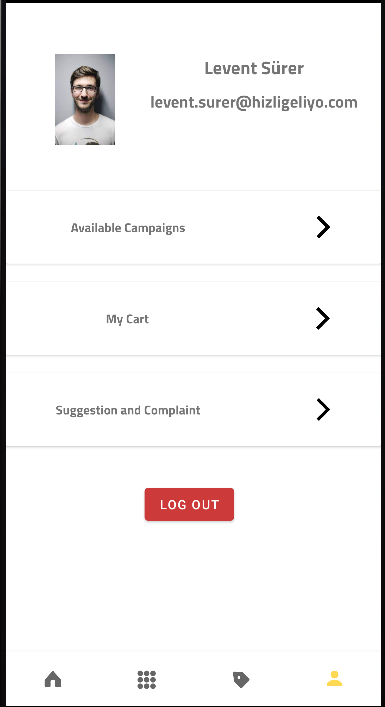 Levent Sürer
levent.surer@hizligeliyo.com
Available Campaigns
My Cart
Suggestion and Complaint
LOG OUT